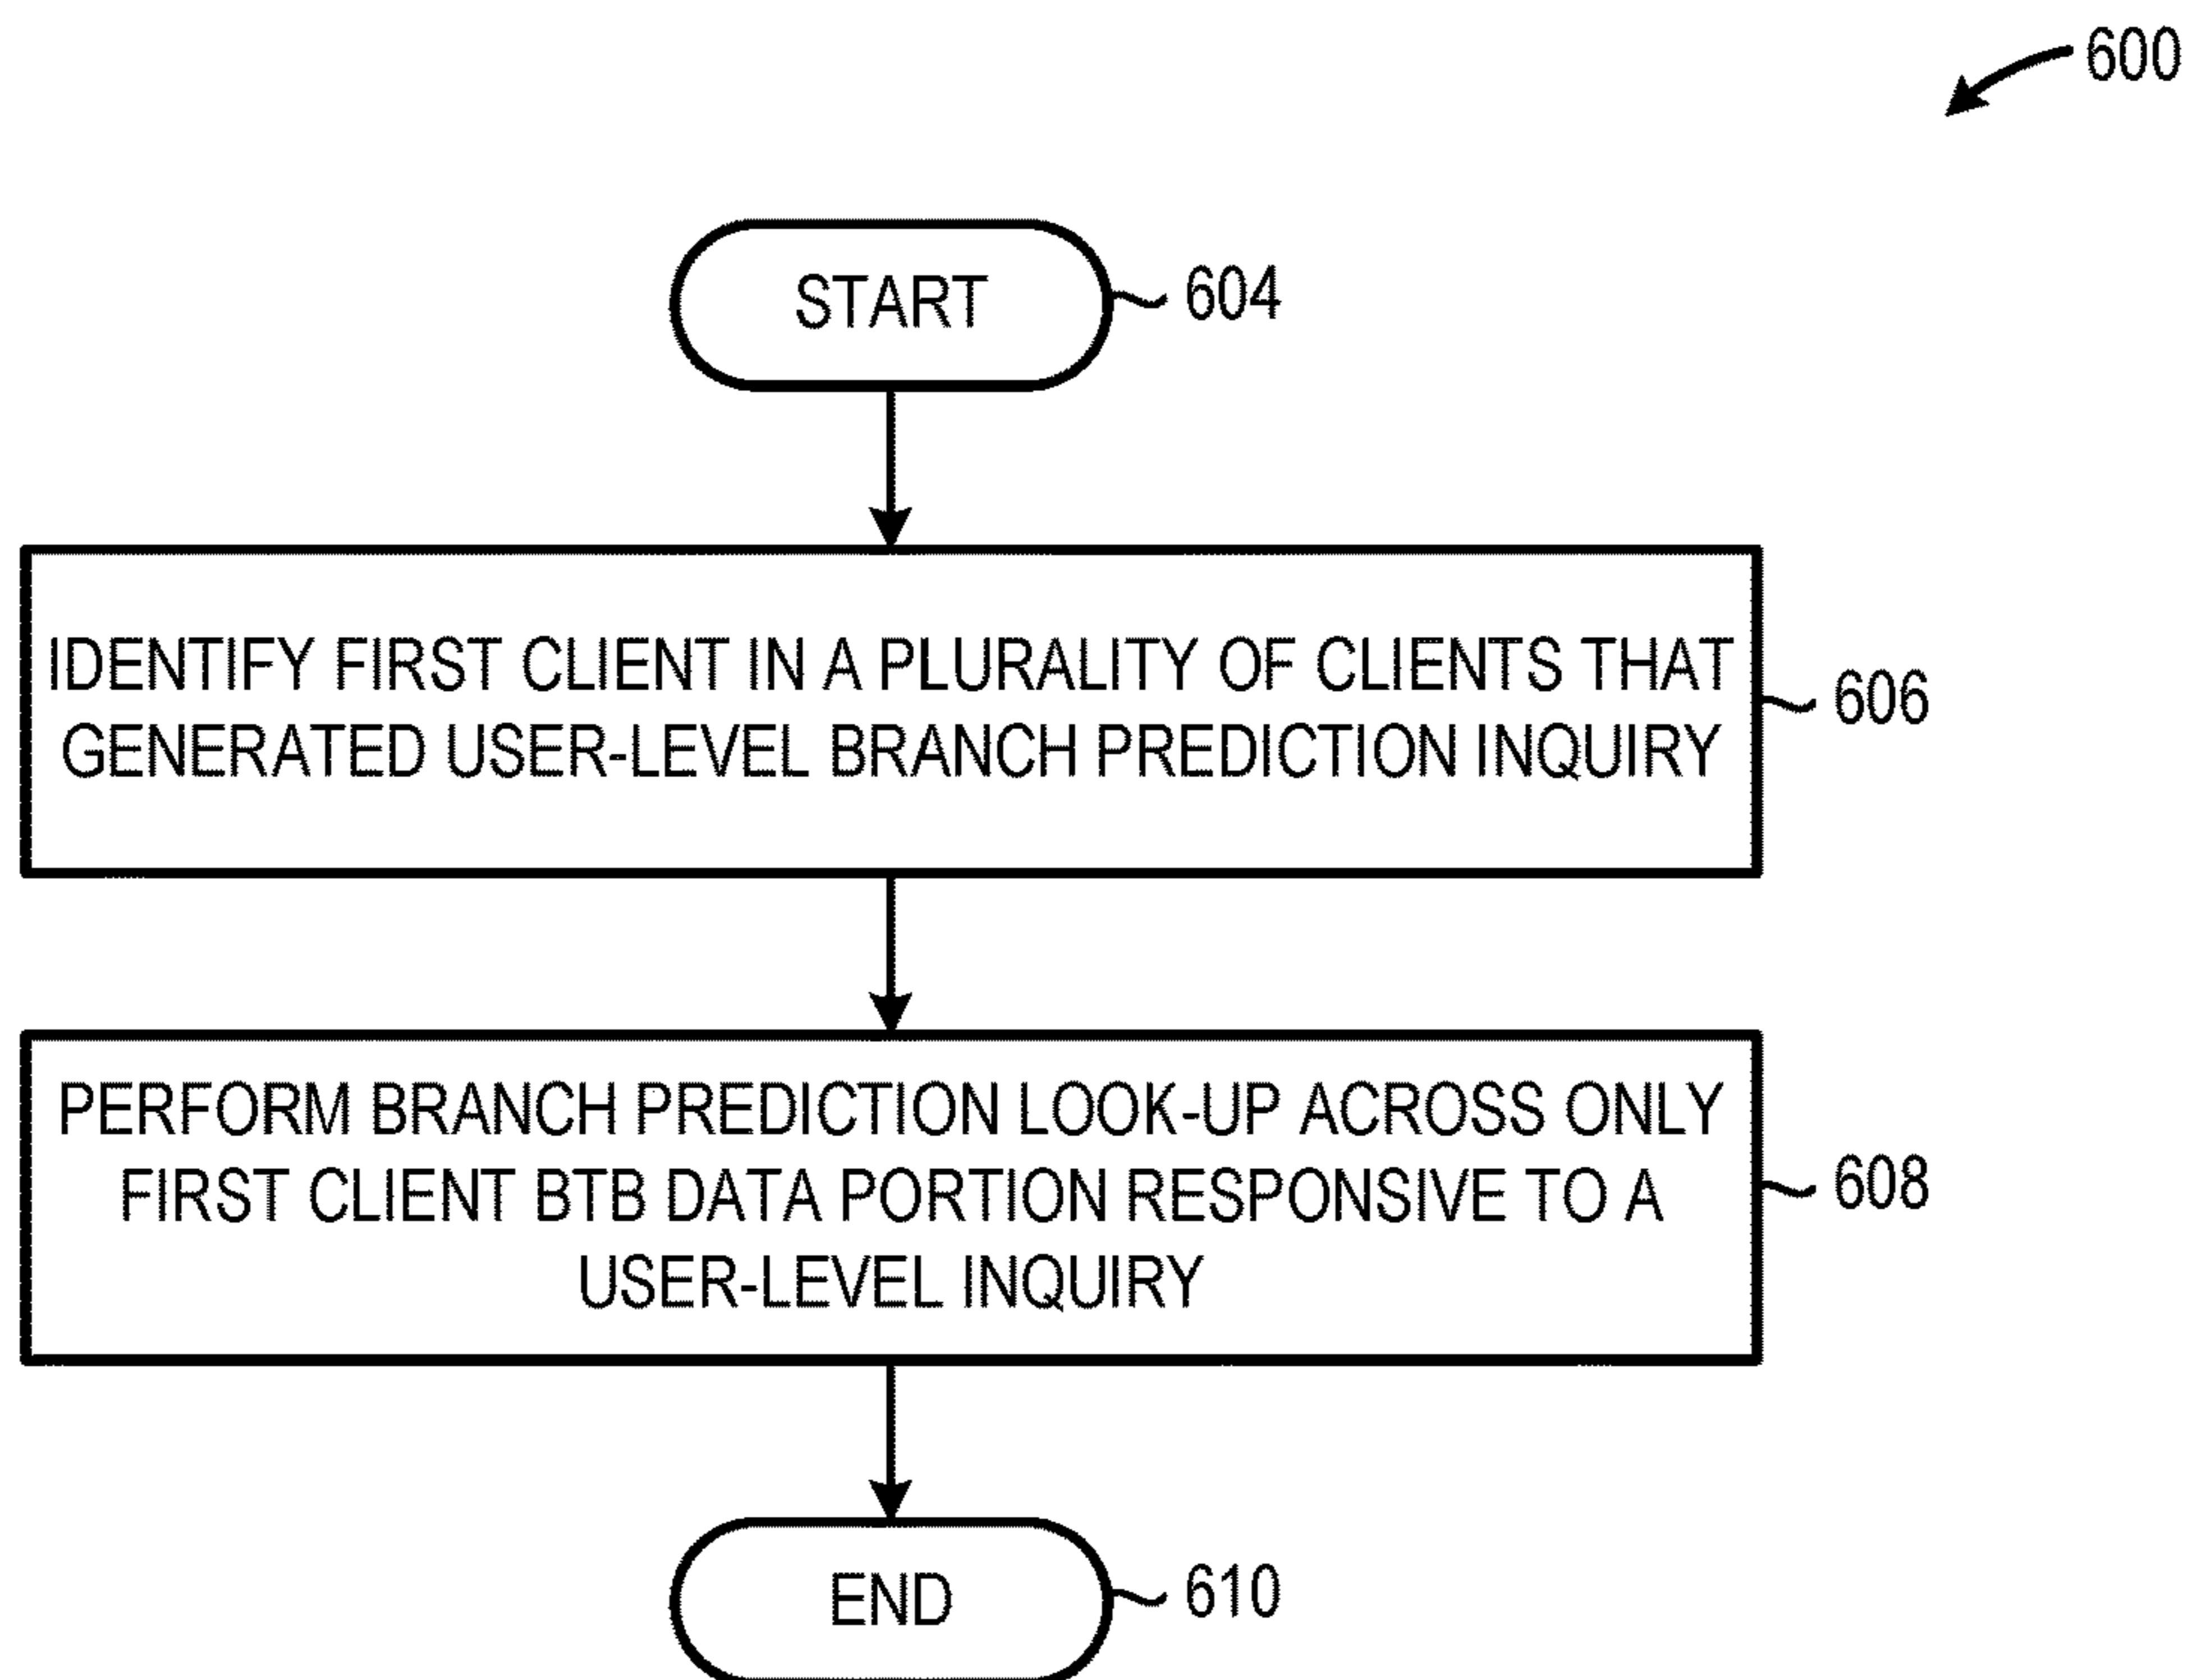 600
START
604
IDENTIFY FIRST CLIENT IN A PLURALITY OF CLIENTS THAT
GENERATED USER-LEVEL BRANCH PREDICTION INQUIRY
606
PERFORM BRANCH PREDICTION LOOK-UP ACROSS ONLY
FIRST CLIENT BTB DATA PORTION RESPONSIVE TO A
USER-LEVEL INQUIRY
608
END
610